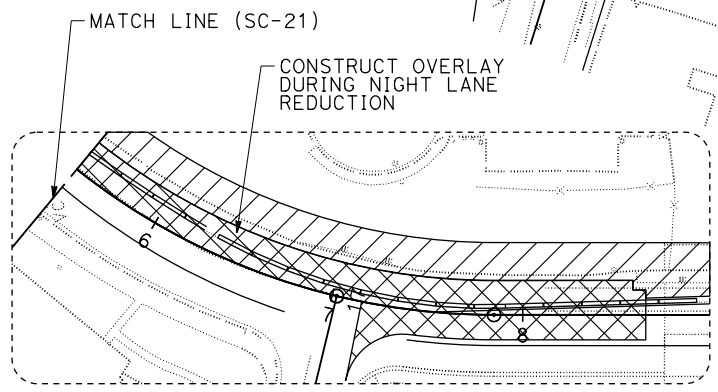 MATCH LINE (SC-21)
CONSTRUCT OVERLAY
DURING NIGHT LANE
REDUCTION
6
7
8